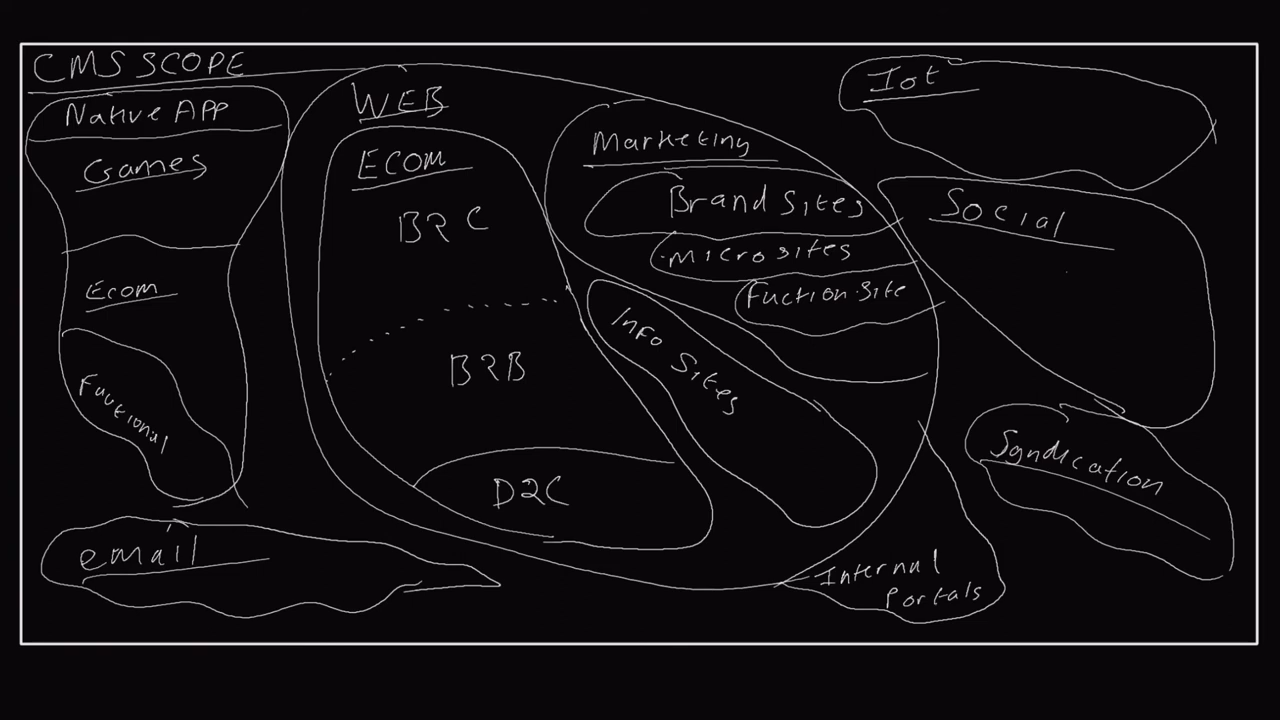 CMS SCOPE
Native APP
Games
Ecom
Fuctional
email
WEB
ECOM
B2C
B2B
D2C
Marketing
Brand Sites
Microsites
Fuction Site
Info Sites
Internal
Portals
Iot
Social
Syndication